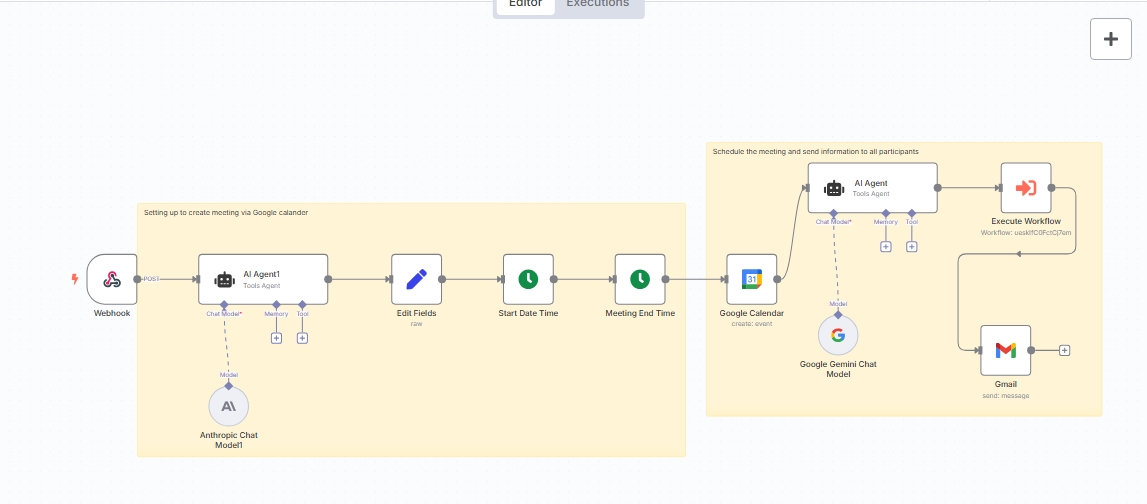 Editor Executions
Schedule the meeting and send information to all participants
AI Agent
Tools Agent
Chat Model*
Memory
Tool
Execute Workflow
Setting up to create meeting via Google calander
POST
AI Agent1
Tools Agent
31
Webhook
Chat Model*
Memory
Tool
Edit Fields
raw
Start Date Time
Meeting End Time
Google Calendar
create: event
Model
Google Gemini Chat
Model
Model
Anthropic Chat
Model1
Gmail
send: message